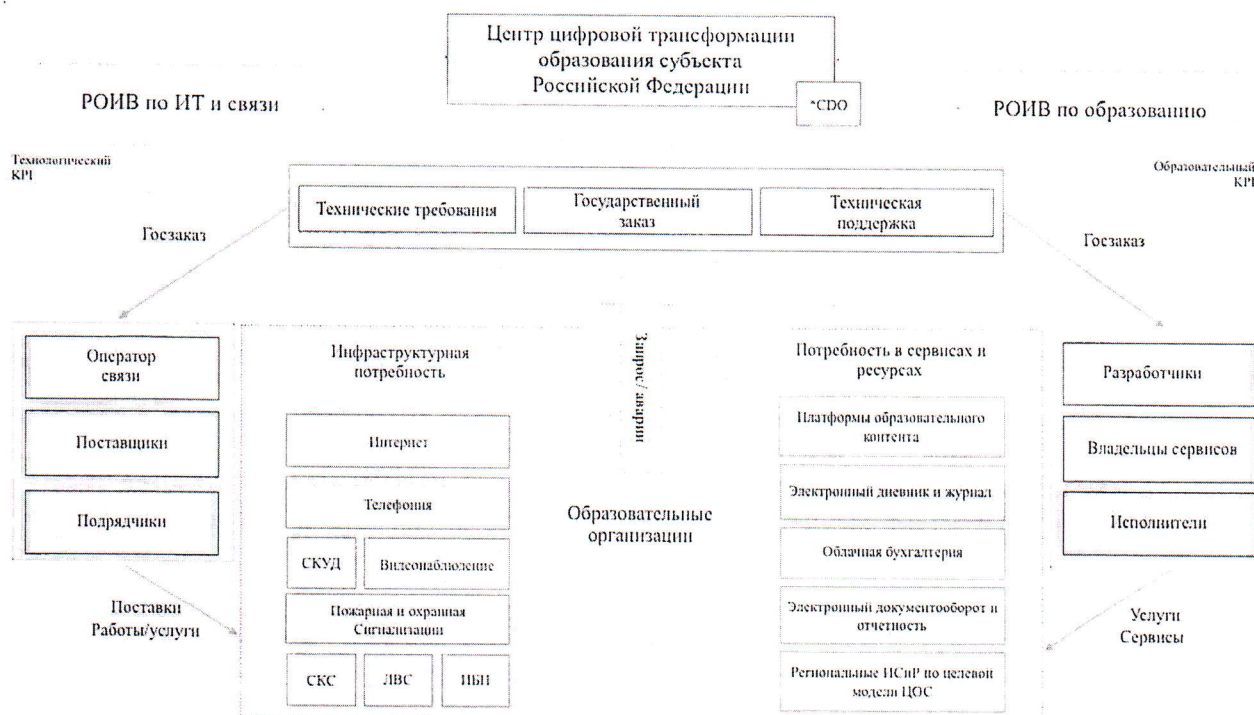 Центр цифровой трансформации
образования субъекта
Российской Федерации
*CDO
РОИВ по ИТ и связи
РОИВ по образованию
Технологический
KPI
Образовательный
KPI
Технические требования
Государственный
заказ
Техническая
поддержка
Госзаказ
Госзаказ
Оператор
связи
Поставщики
Подрядчики
Поставки
Работы/услуги
Инфраструктурная
потребность
Интернет
Телефония
СКУД
Видеонаблюдение
Пожарная и охранная
Сигнализации
СКС
ЛВС
ИБП
Запрос/ аварии
Образовательные
организации
Потребность в сервисах и
ресурсах
Платформы образовательного
контента
Электронный дневник и журнал
Облачная бухгалтерия
Электронный документооборот и
отчетность
Региональные ИСиР по целевой
модели ЦОС
Разработчики
Владельцы сервисов
Исполнители
Услуги
Сервисы